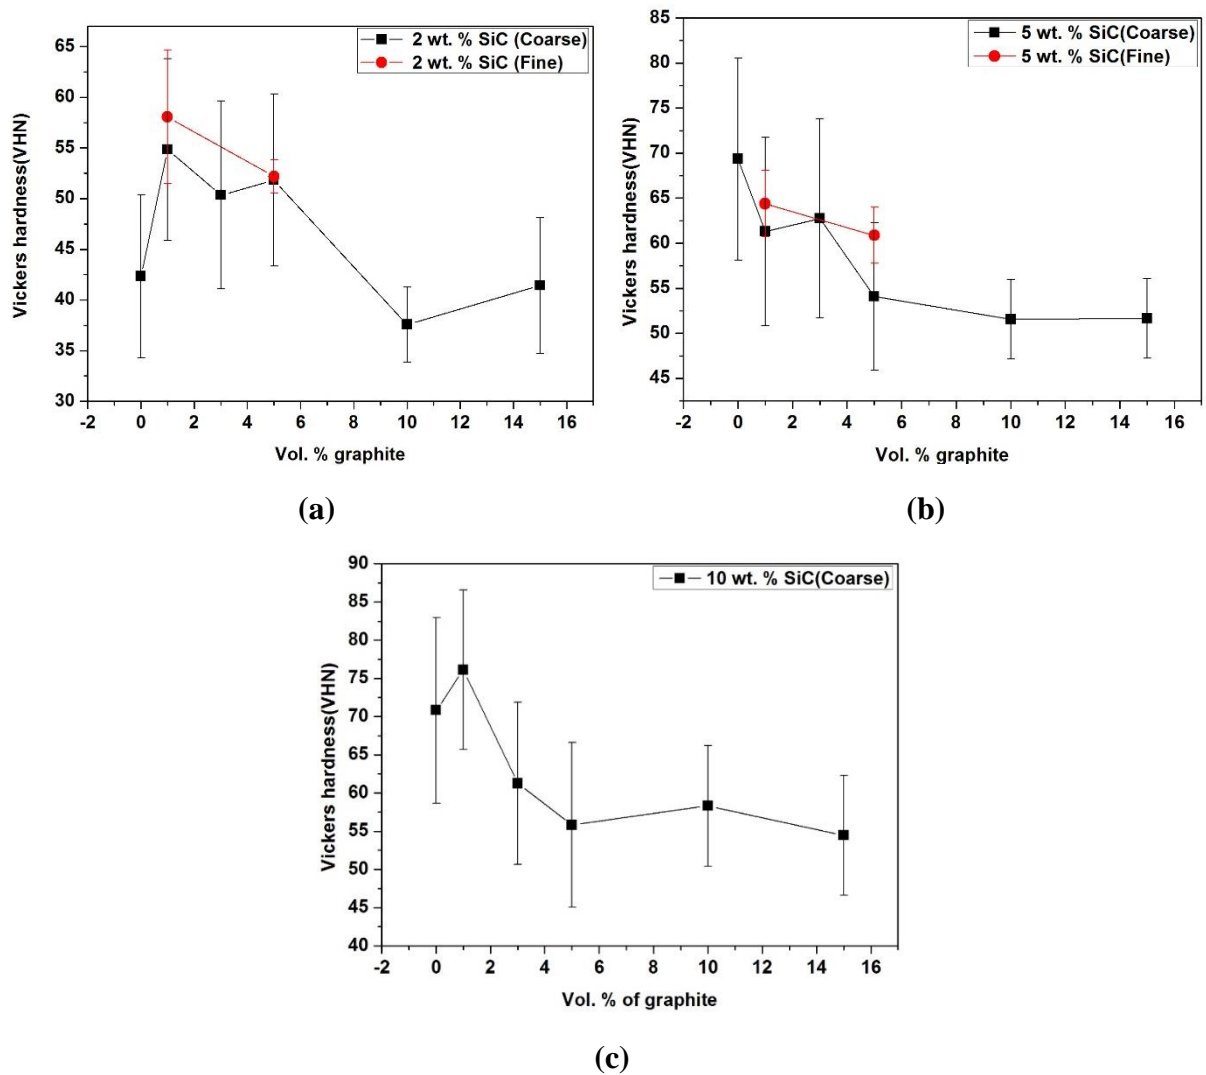 2 wt. % SiC (Coarse)
2 wt. % SiC (Fine)
Vickers hardness(VHN)
65
60
55
50
45
40
35
30
-2 0 2 4 6 8 10 12 14 16
Vol. % graphite
(a)
5 wt. % SiC(Coarse)
5 wt. % SiC(Fine)
Vickers hardness(VHN)
85
80
75
70
65
60
55
50
45
-2 0 2 4 6 8 10 12 14 16
Vol. % graphite
(b)
10 wt. % SiC(Coarse)
Vickers hardness(VHN)
90
85
80
75
70
65
60
55
50
45
40
-2 0 2 4 6 8 10 12 14 16
Vol. % of graphite
(c)